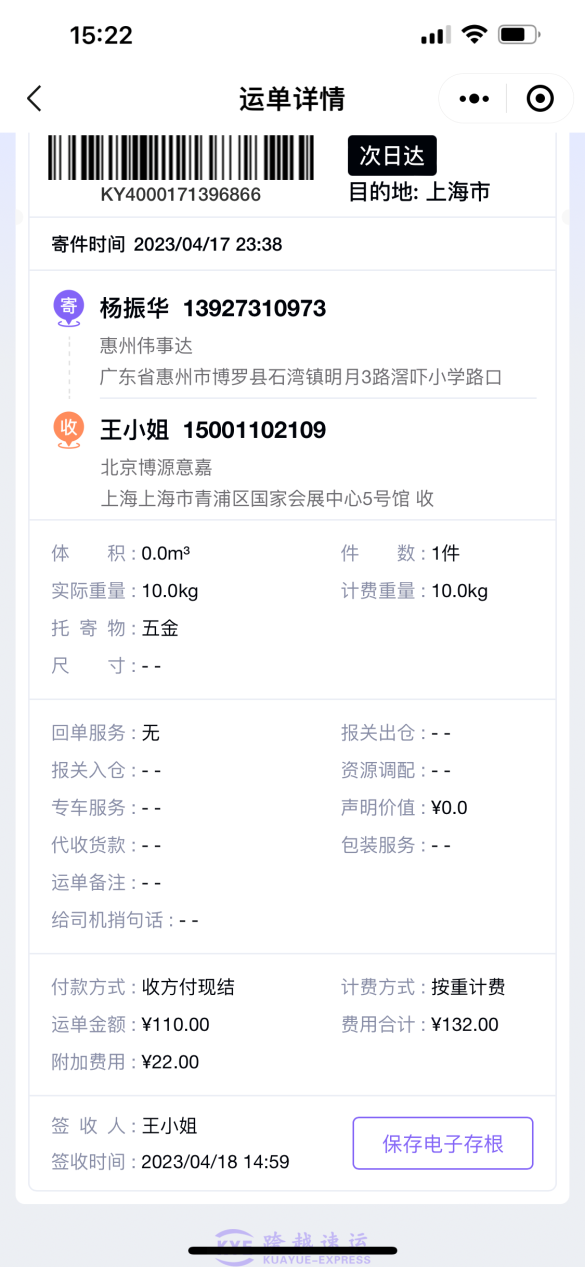 15:22
运单详情
次日达
KY4000171396866
目的地: 上海市
寄件时间 2023/04/17 23:38
寄 杨振华 13927310973
惠州伟事达
广东省惠州市博罗县石湾镇明月3路滘吓小学路口
收 王小姐 15001102109
北京博源意嘉
上海上海市青浦区国家会展中心5号馆 收
体 积 : 0.0m³ 件 数 : 1件
实际重量 : 10.0kg 计费重量 : 10.0kg
托 寄 物 : 五金
尺 寸 : - -
回单服务 : 无 报关出仓 : - -
报关入仓 : - - 资源调配 : - -
专车服务 : - - 声明价值 : ¥0.0
代收货款 : - - 包装服务 : - -
运单备注 : - -
给司机捎句话 : - -
付款方式 : 收方付现结 计费方式 : 按重计费
运单金额 : ¥110.00 费用合计 : ¥132.00
附加费用 : ¥22.00
签 收 人 : 王小姐
签收时间 : 2023/04/18 14:59
保存电子存根
KYE 跨越速运
KUAYUE-EXPRESS